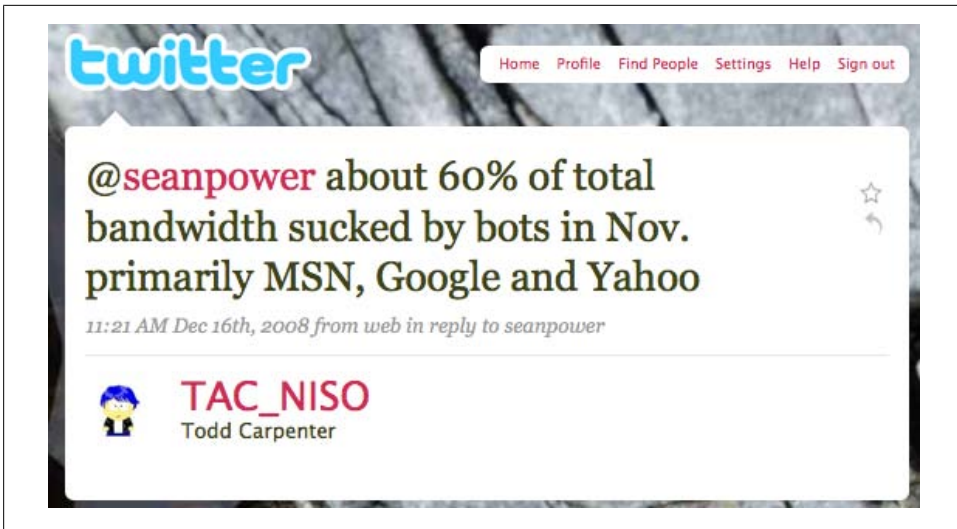 twitter
Home Profile Find People Settings Help Sign out
@seanpower about 60% of total
bandwidth sucked by bots in Nov.
primarily MSN, Google and Yahoo
11:21 AM Dec 16th, 2008 from web in reply to seanpower
TAC_NISO
Todd Carpenter